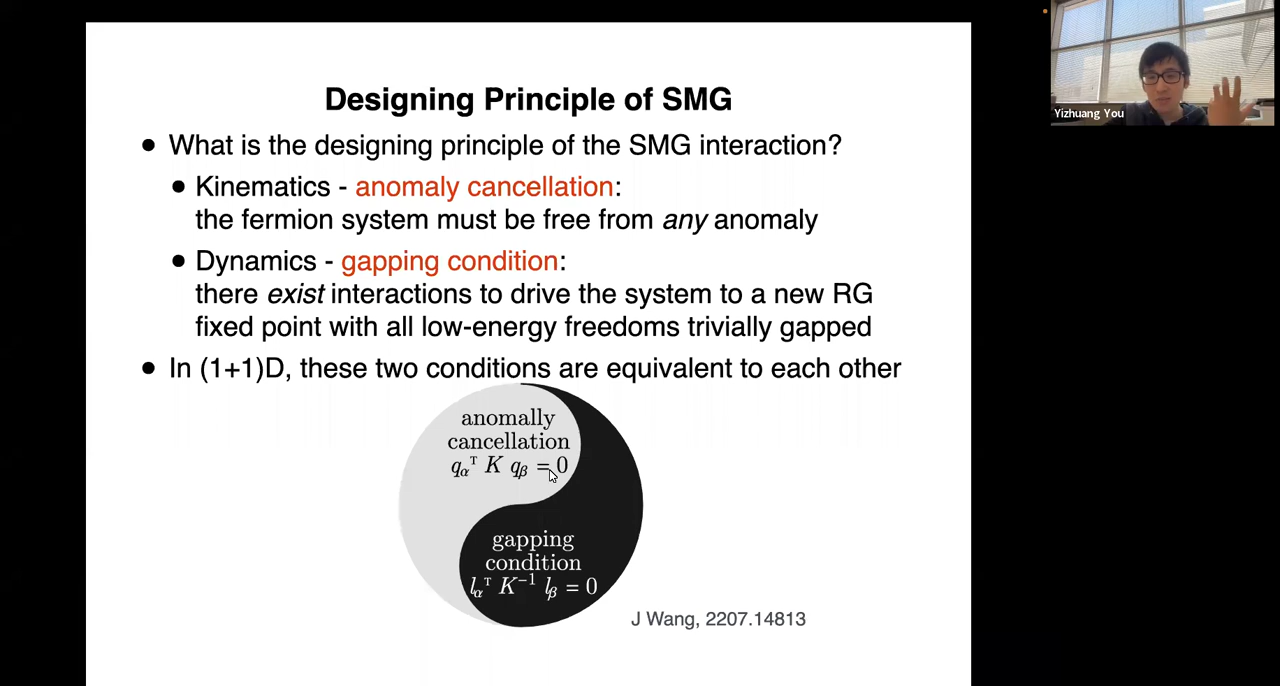 Designing Principle of SMG
● What is the designing principle of the SMG interaction?
● Kinematics - anomaly cancellation:
the fermion system must be free from any anomaly
● Dynamics - gapping condition:
there exist interactions to drive the system to a new RG
fixed point with all low-energy freedoms trivially gapped
● In (1+1)D, these two conditions are equivalent to each other
anomally
cancellation
qα⊤ K qβ = 0
gapping
condition
lα⊤ K⁻¹ lβ = 0
J Wang, 2207.14813
Yizhuang You